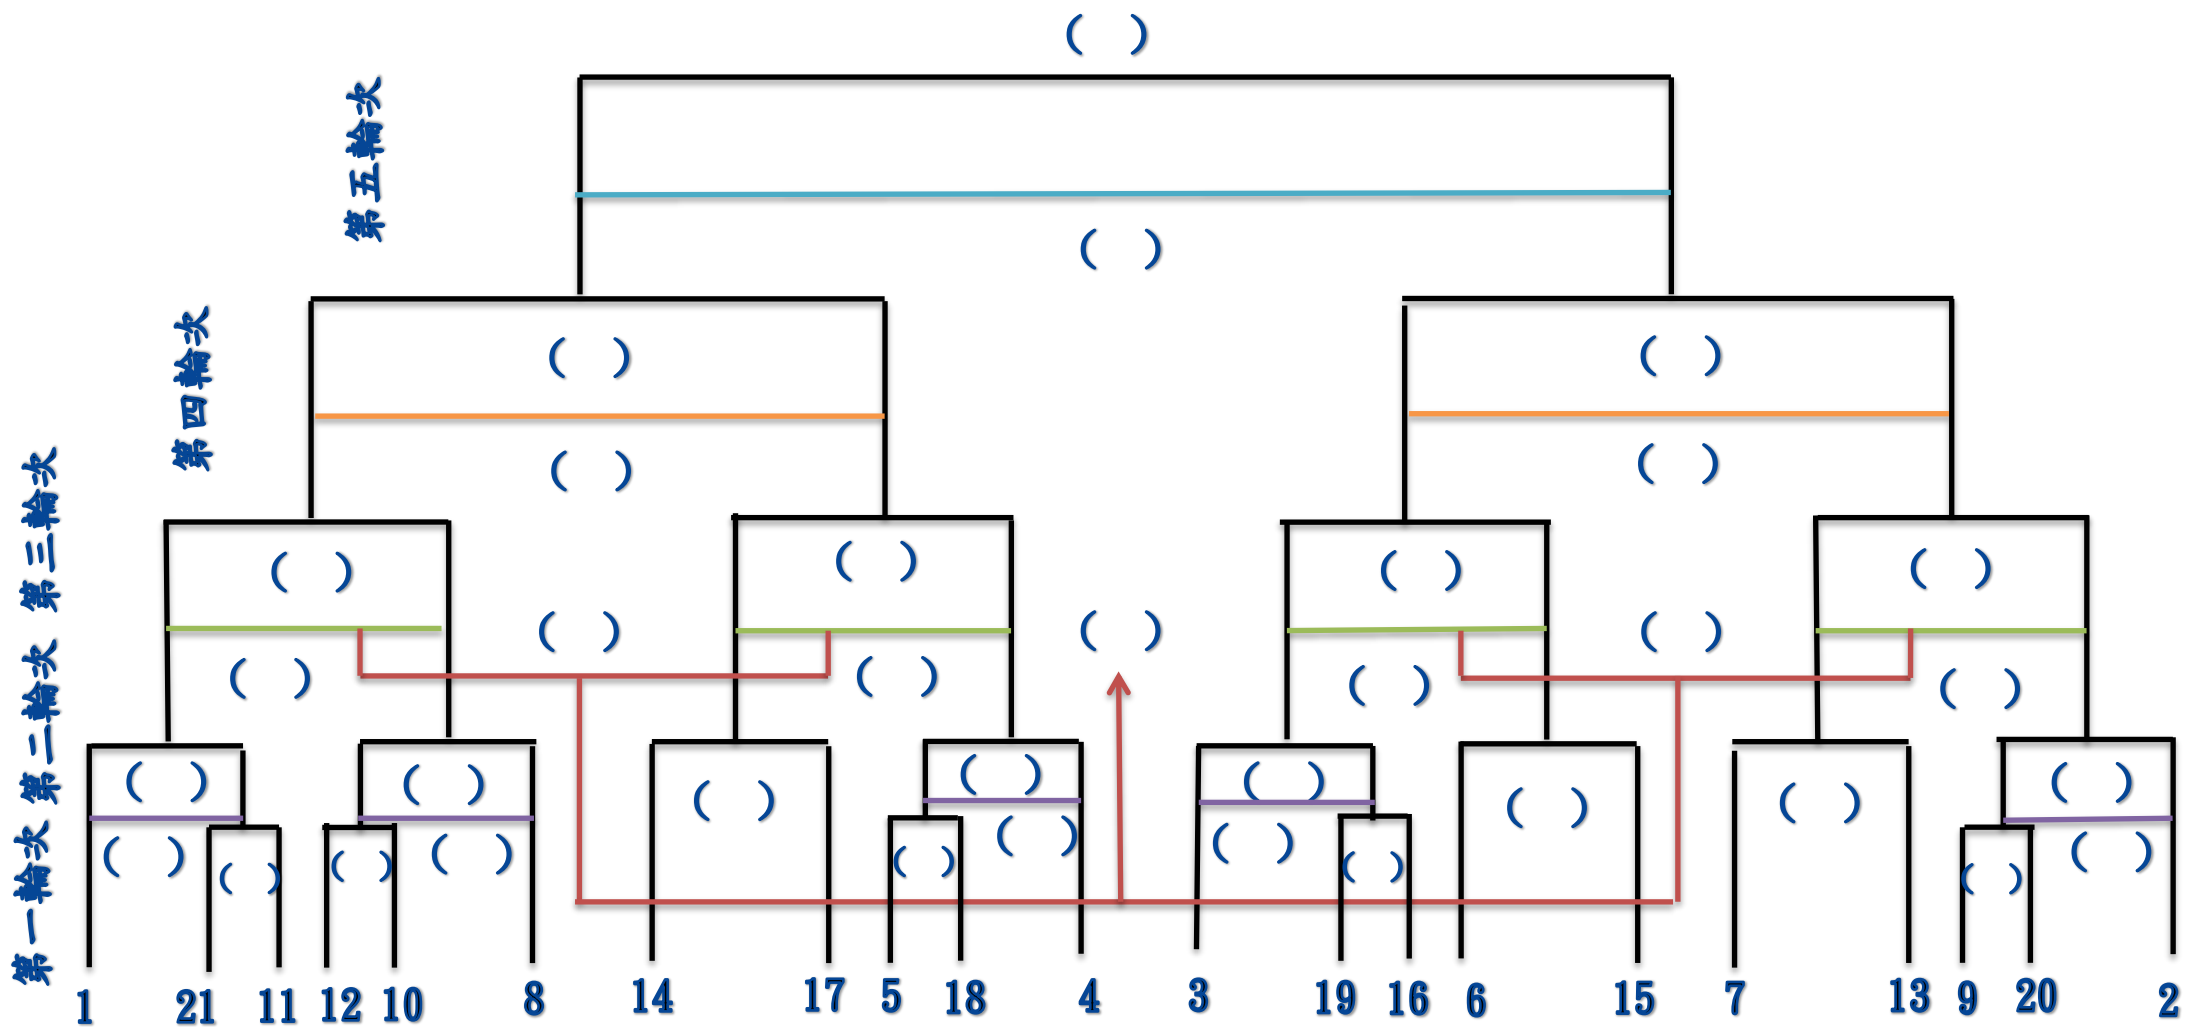 ( )
第五輪次
( )
第四輪次
( ) ( )
( ) ( )
第三輪次
( ) ( ) ( ) ( )
( ) ( ) ( )
( ) ( ) ( ) ( )
第二輪次
( ) ( ) ( ) ( ) ( ) ( ) ( ) ( )
第一輪次
( ) ( ) ( ) ( ) ( ) ( ) ( ) ( ) ( ) ( )
1 21 11 12 10 8 14 17 5 18 4 3 19 16 6 15 7 13 9 20 2